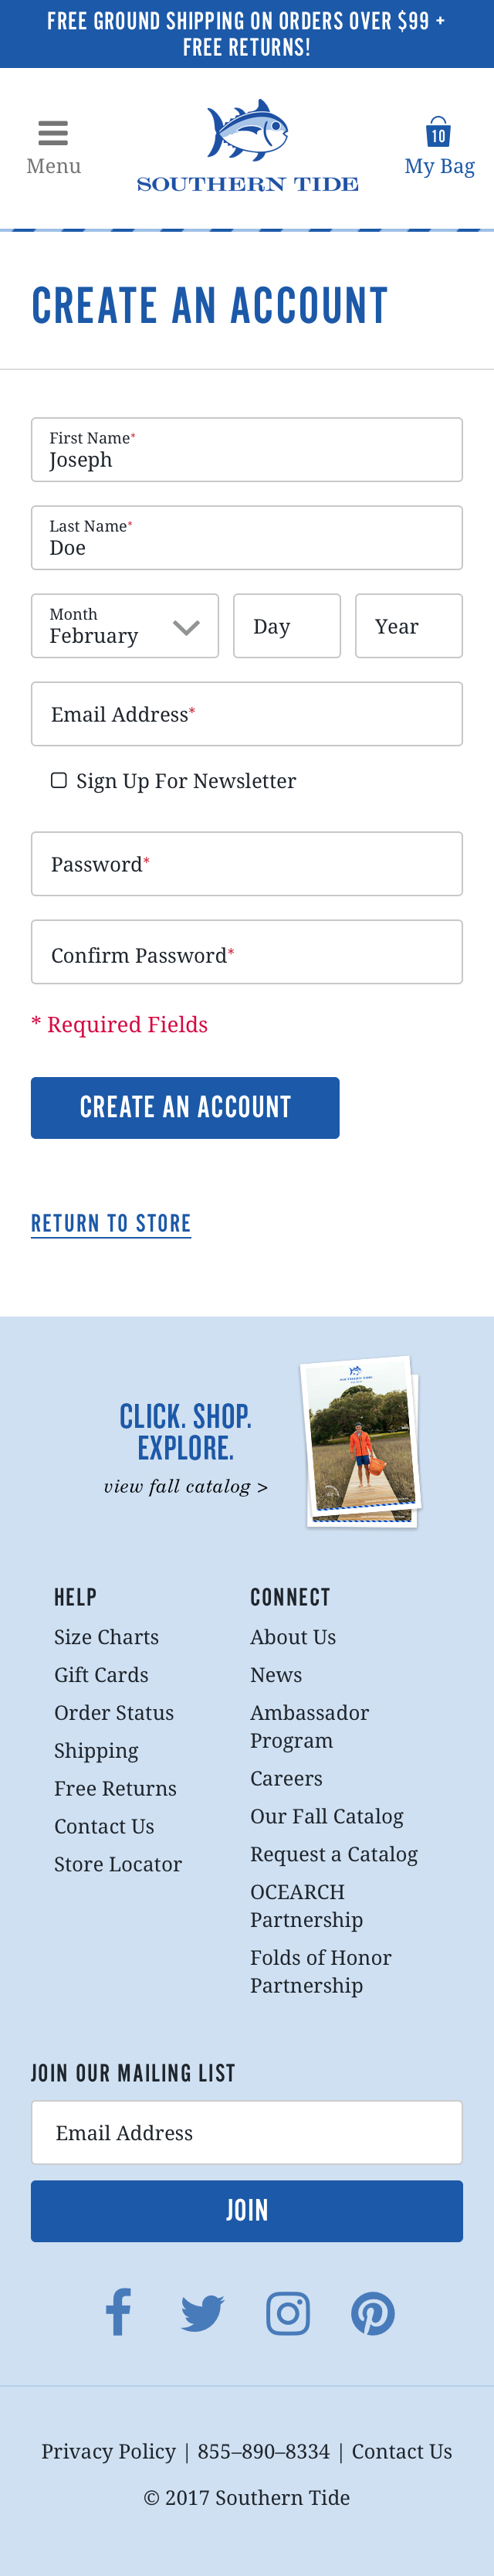 FREE GROUND SHIPPING ON ORDERS OVER $99 +
FREE RETURNS!
Menu
SOUTHERN TIDE
10
My Bag
CREATE AN ACCOUNT
First Name*
Joseph
Last Name*
Doe
Month
February
Day
Year
Email Address*
Sign Up For Newsletter
Password*
Confirm Password*
* Required Fields
CREATE AN ACCOUNT
RETURN TO STORE
CLICK. SHOP.
EXPLORE.
view fall catalog >
SOUTHERN TIDE
HELP
Size Charts
Gift Cards
Order Status
Shipping
Free Returns
Contact Us
Store Locator
CONNECT
About Us
News
Ambassador
Program
Careers
Our Fall Catalog
Request a Catalog
OCEARCH
Partnership
Folds of Honor
Partnership
JOIN OUR MAILING LIST
Email Address
JOIN
Privacy Policy | 855–890–8334 | Contact Us
© 2017 Southern Tide